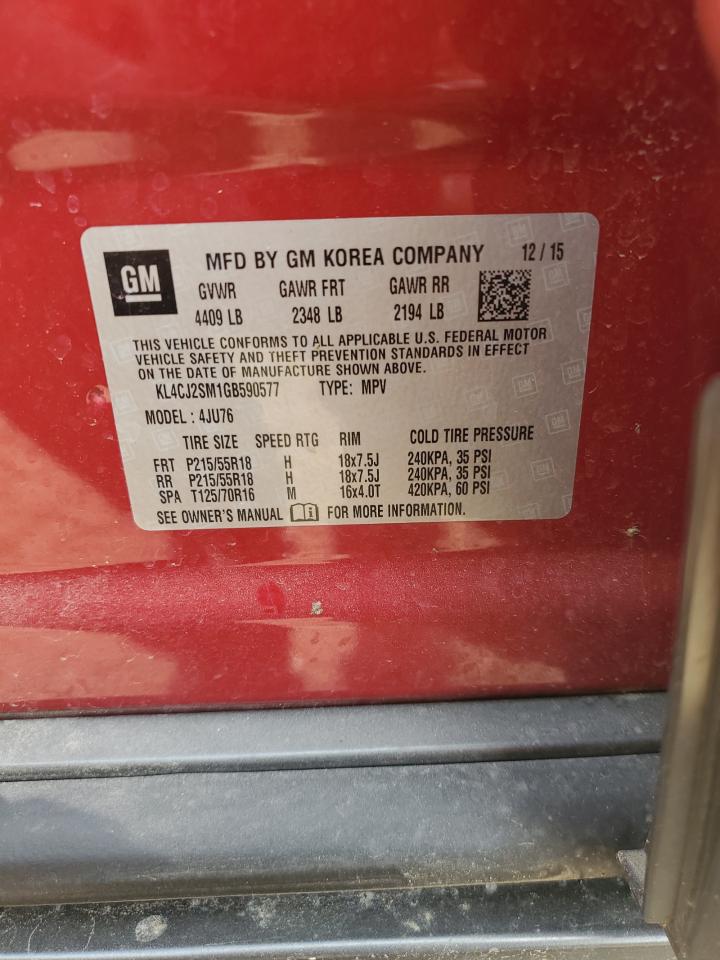 GM MFD BY GM KOREA COMPANY 12 / 15
GVWR GAWR FRT GAWR RR
4409 LB 2348 LB 2194 LB
THIS VEHICLE CONFORMS TO ALL APPLICABLE U.S. FEDERAL MOTOR
VEHICLE SAFETY AND THEFT PREVENTION STANDARDS IN EFFECT
ON THE DATE OF MANUFACTURE SHOWN ABOVE.
KL4CJ2SM1GB590577 TYPE: MPV
MODEL : 4JU76
TIRE SIZE SPEED RTG RIM COLD TIRE PRESSURE
FRT P215/55R18 H 18x7.5J 240KPA, 35 PSI
RR P215/55R18 H 18x7.5J 240KPA, 35 PSI
SPA T125/70R16 M 16x4.0T 420KPA, 60 PSI
SEE OWNER'S MANUAL FOR MORE INFORMATION.